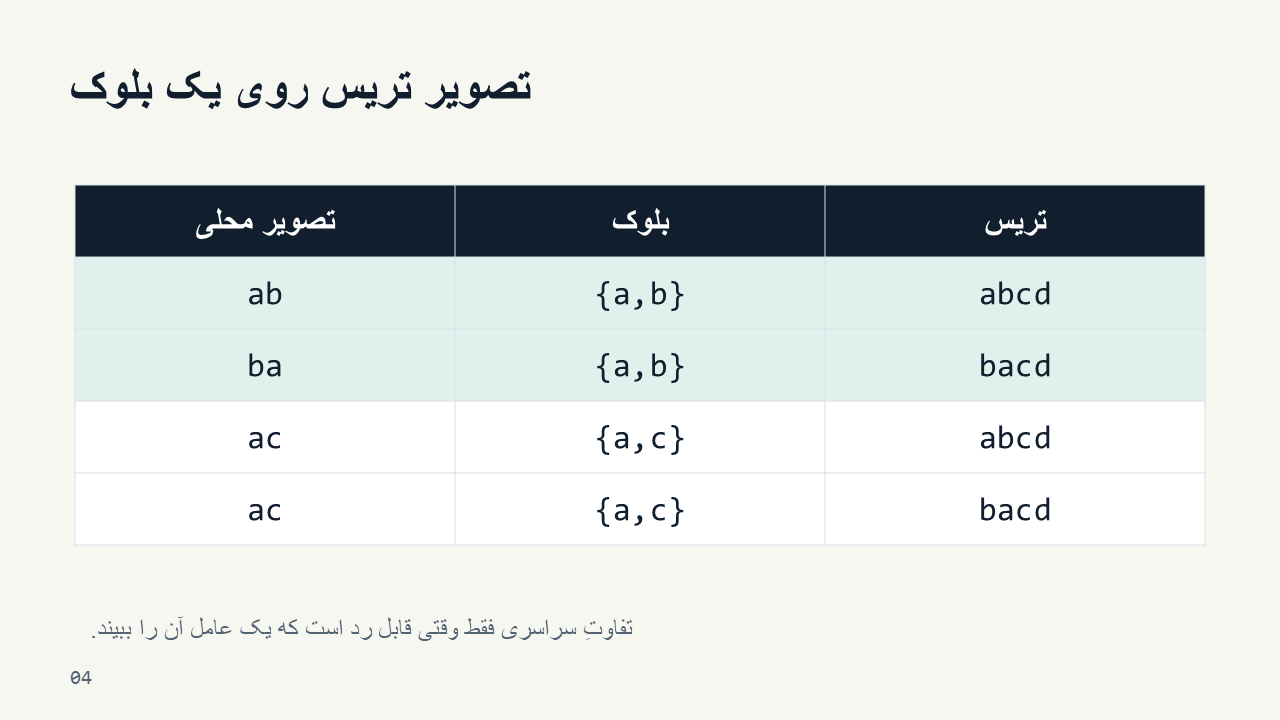 تصویر تریس روی یک بلوک
تریس بلوک تصویر محلی
abcd {a,b} ab
bacd {a,b} ba
abcd {a,c} ac
bacd {a,c} ac
تفاوتِ سراسری فقط وقتی قابل رد است که یک عامل آن را ببیند.
04